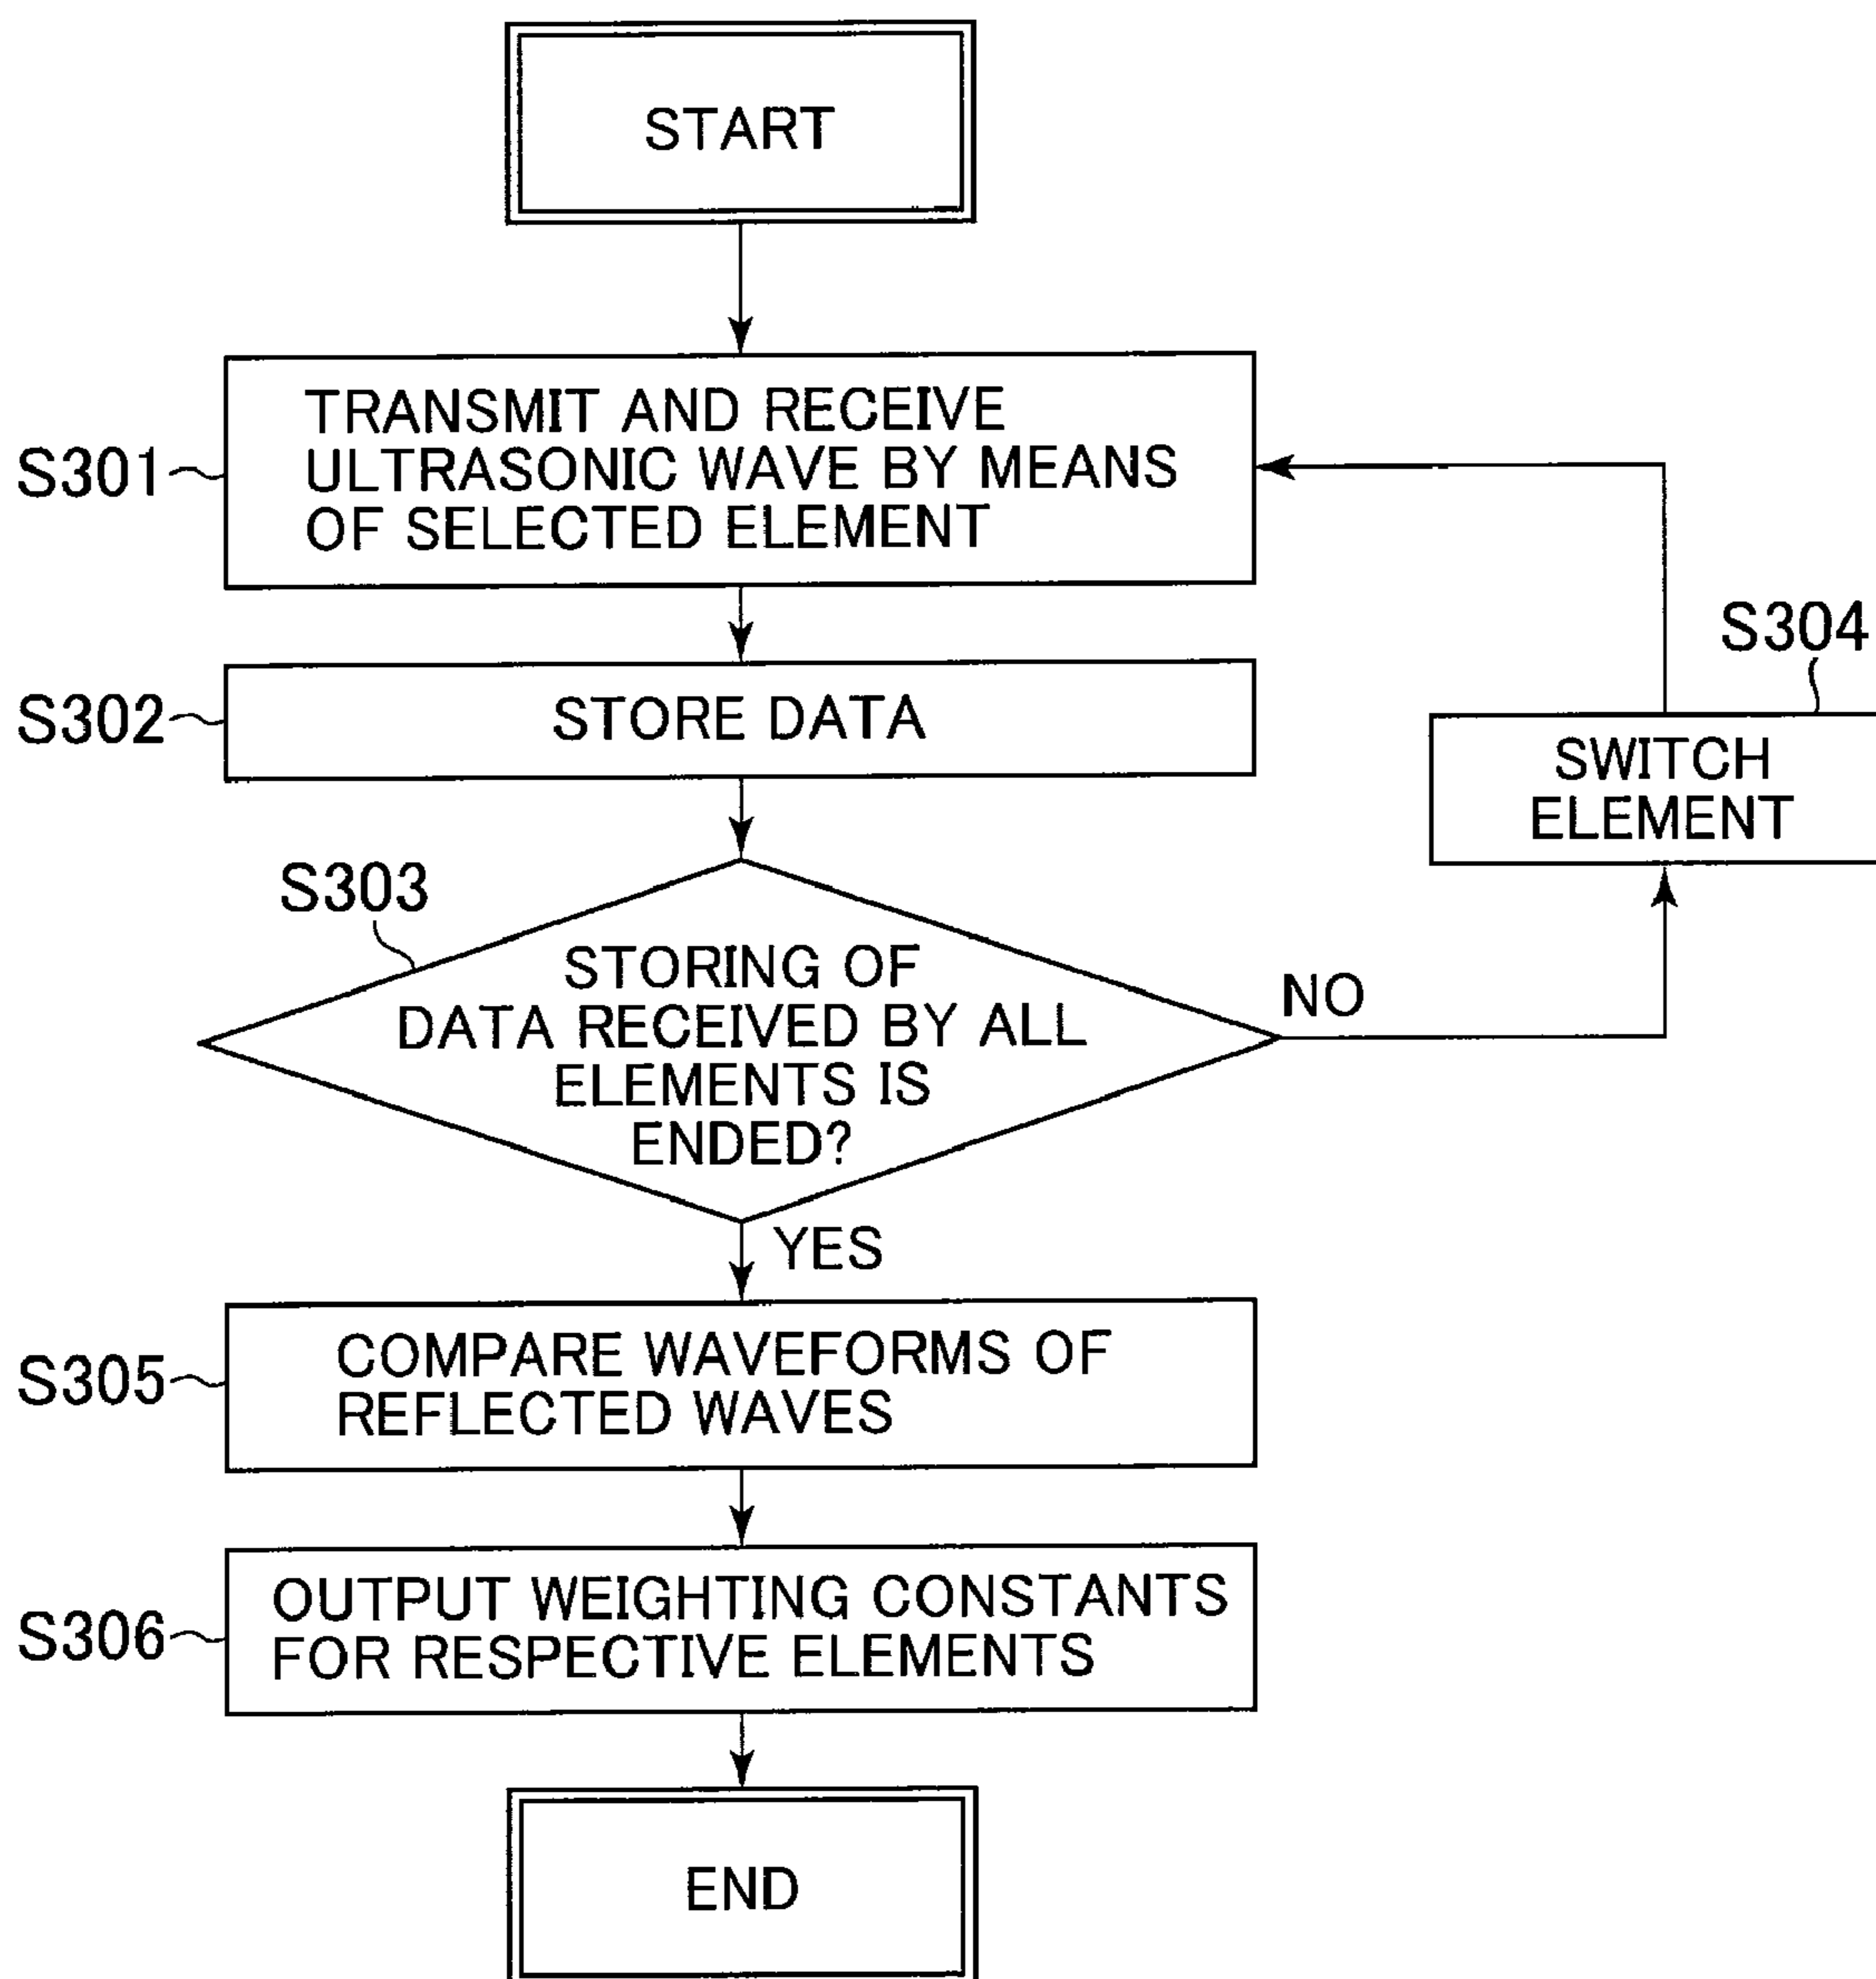 START
S301
TRANSMIT AND RECEIVE
ULTRASONIC WAVE BY MEANS
OF SELECTED ELEMENT
S302
STORE DATA
S303
STORING OF
DATA RECEIVED BY ALL
ELEMENTS IS
ENDED?
NO
S304
SWITCH
ELEMENT
YES
S305
COMPARE WAVEFORMS OF
REFLECTED WAVES
S306
OUTPUT WEIGHTING CONSTANTS
FOR RESPECTIVE ELEMENTS
END